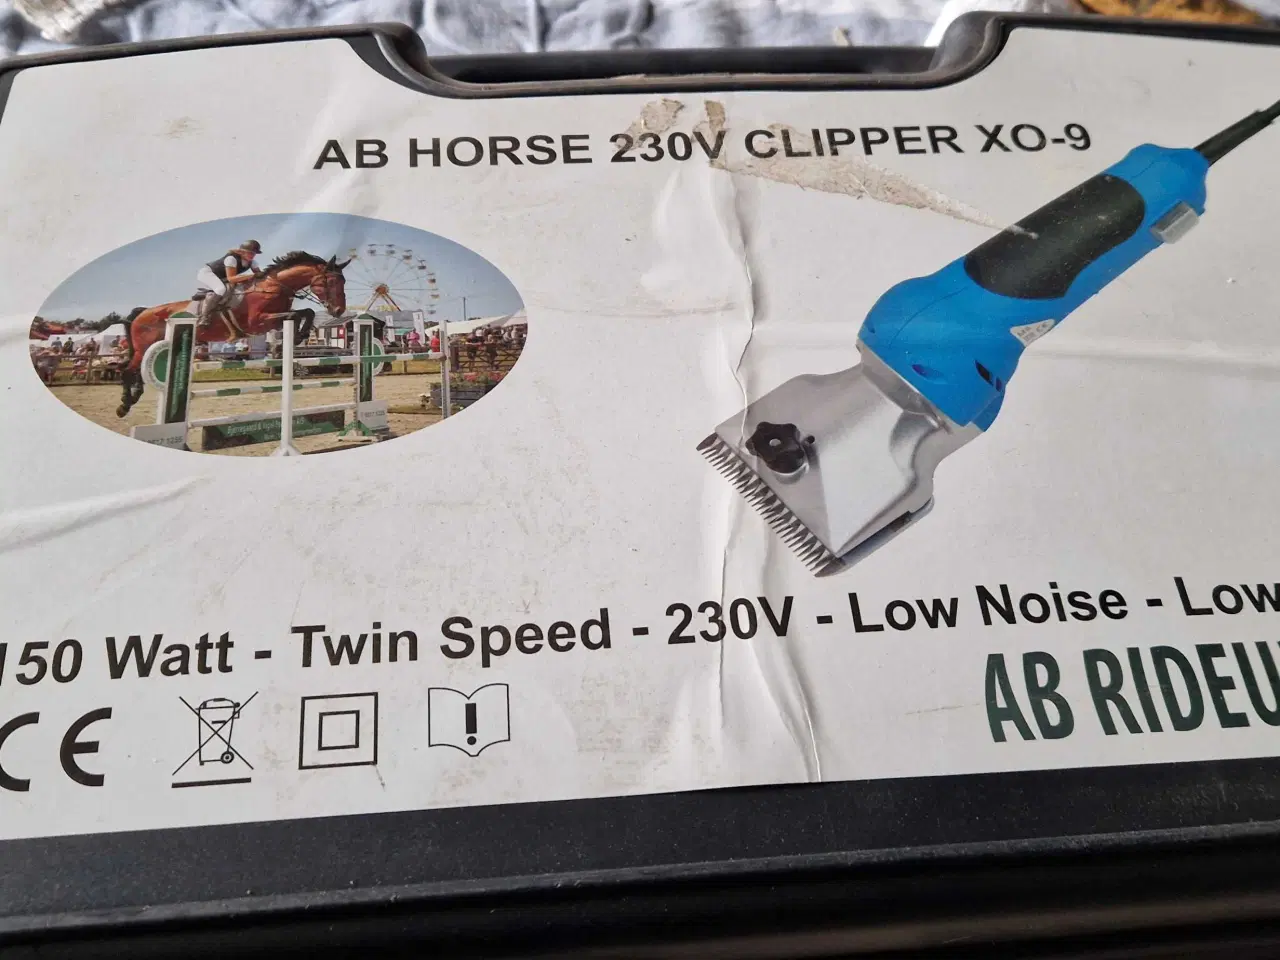 AB HORSE 230V CLIPPER XO-9
150 Watt - Twin Speed - 230V - Low Noise - Low
CE
AB RIDEU